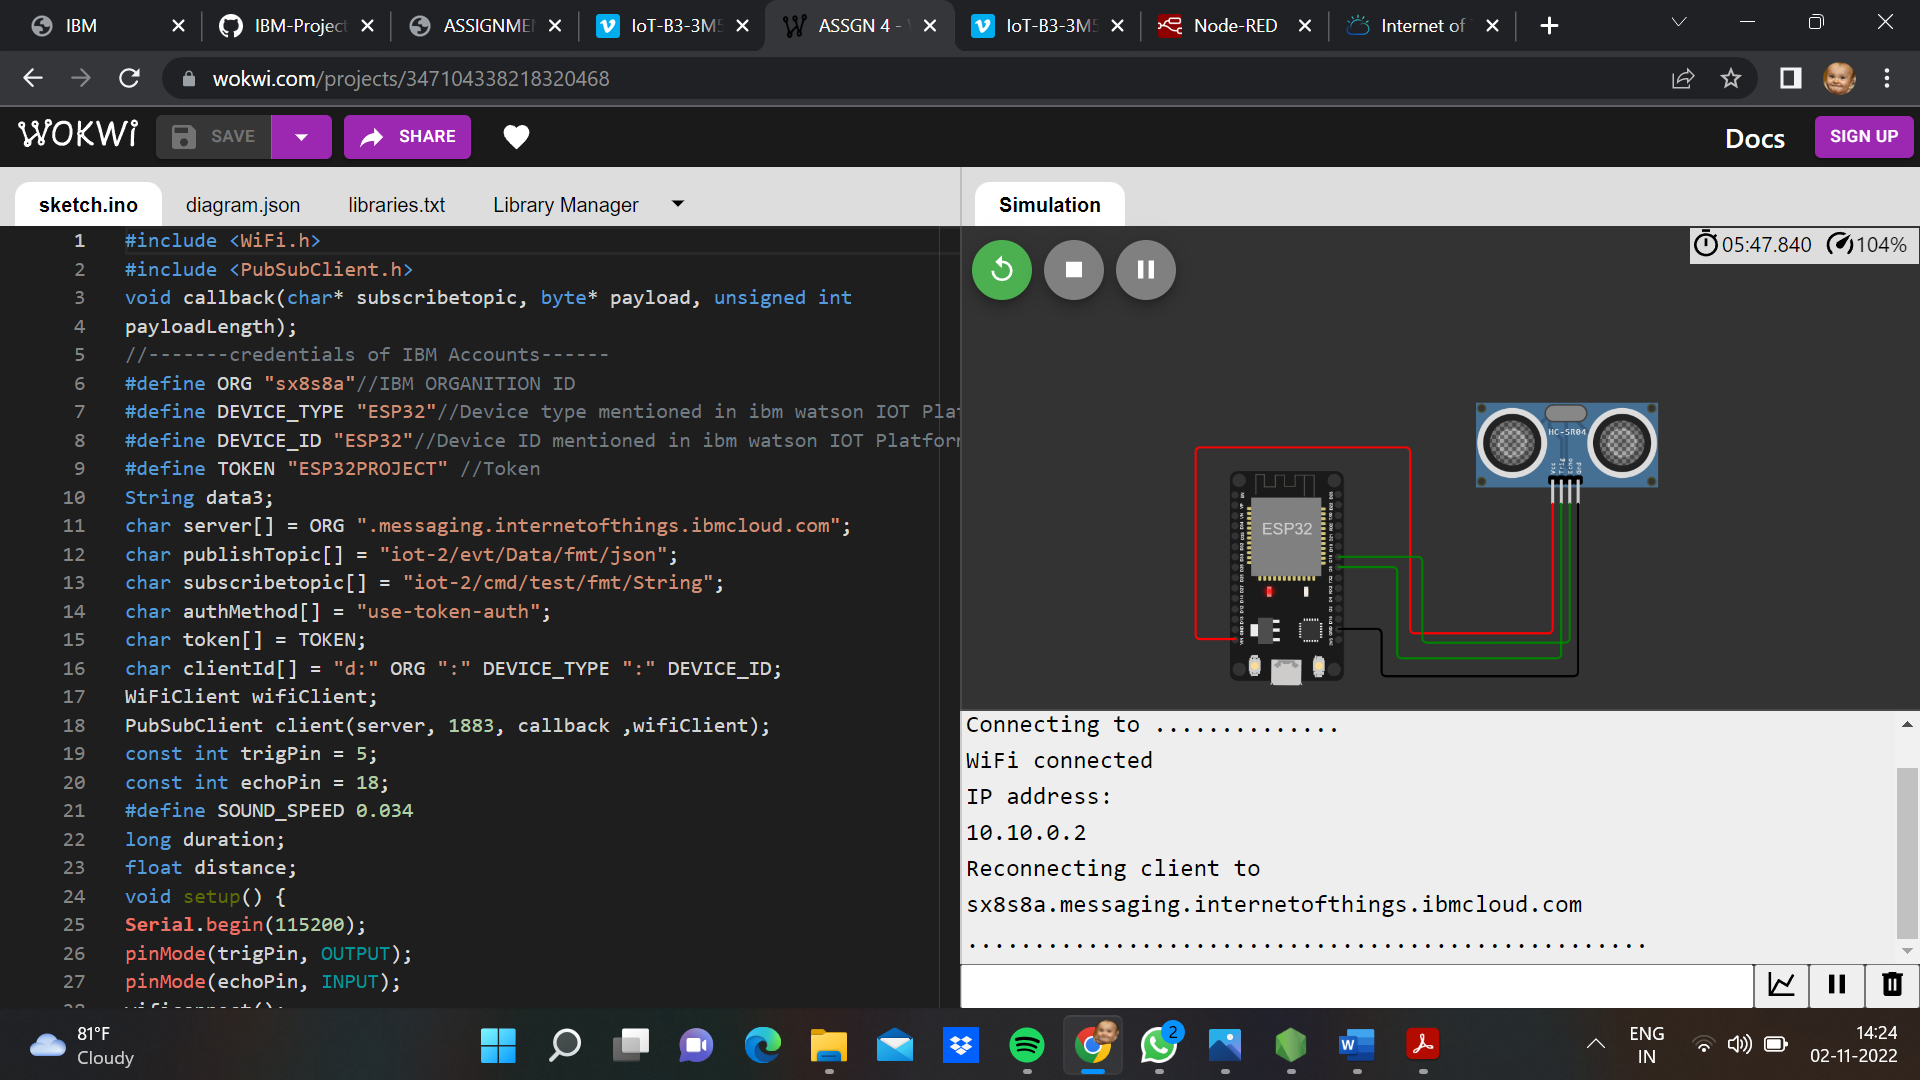 IBM
IBM-Project
ASSIGNME
IoT-B3-3M5
ASSGN 4 -
IoT-B3-3M5
Node-RED
Internet of
wokwi.com/projects/347104338218320468
WOKWI
SAVE
SHARE
Docs
SIGN UP
sketch.ino
diagram.json
libraries.txt
Library Manager
Simulation
1 #include <WiFi.h>
2 #include <PubSubClient.h>
3 void callback(char* subscribetopic, byte* payload, unsigned int
4 payloadLength);
5 //-------credentials of IBM Accounts------
6 #define ORG "sx8s8a"//IBM ORGANITION ID
7 #define DEVICE_TYPE "ESP32"//Device type mentioned in ibm watson IOT Pla
8 #define DEVICE_ID "ESP32"//Device ID mentioned in ibm watson IOT Platfor
9 #define TOKEN "ESP32PROJECT" //Token
10 String data3;
11 char server[] = ORG ".messaging.internetofthings.ibmcloud.com";
12 char publishTopic[] = "iot-2/evt/Data/fmt/json";
13 char subscribetopic[] = "iot-2/cmd/test/fmt/String";
14 char authMethod[] = "use-token-auth";
15 char token[] = TOKEN;
16 char clientId[] = "d:" ORG ":" DEVICE_TYPE ":" DEVICE_ID;
17 WiFiClient wifiClient;
18 PubSubClient client(server, 1883, callback ,wifiClient);
19 const int trigPin = 5;
20 const int echoPin = 18;
21 #define SOUND_SPEED 0.034
22 long duration;
23 float distance;
24 void setup() {
25 Serial.begin(115200);
26 pinMode(trigPin, OUTPUT);
27 pinMode(echoPin, INPUT);
05:47.840 104%
HC-SR04
Vcc
Trig
Echo
Gnd
ESP32
Connecting to ..............
WiFi connected
IP address:
10.10.0.2
Reconnecting client to
sx8s8a.messaging.internetofthings.ibmcloud.com
....................................................
81°F
Cloudy
2
ENG
IN
14:24
02-11-2022